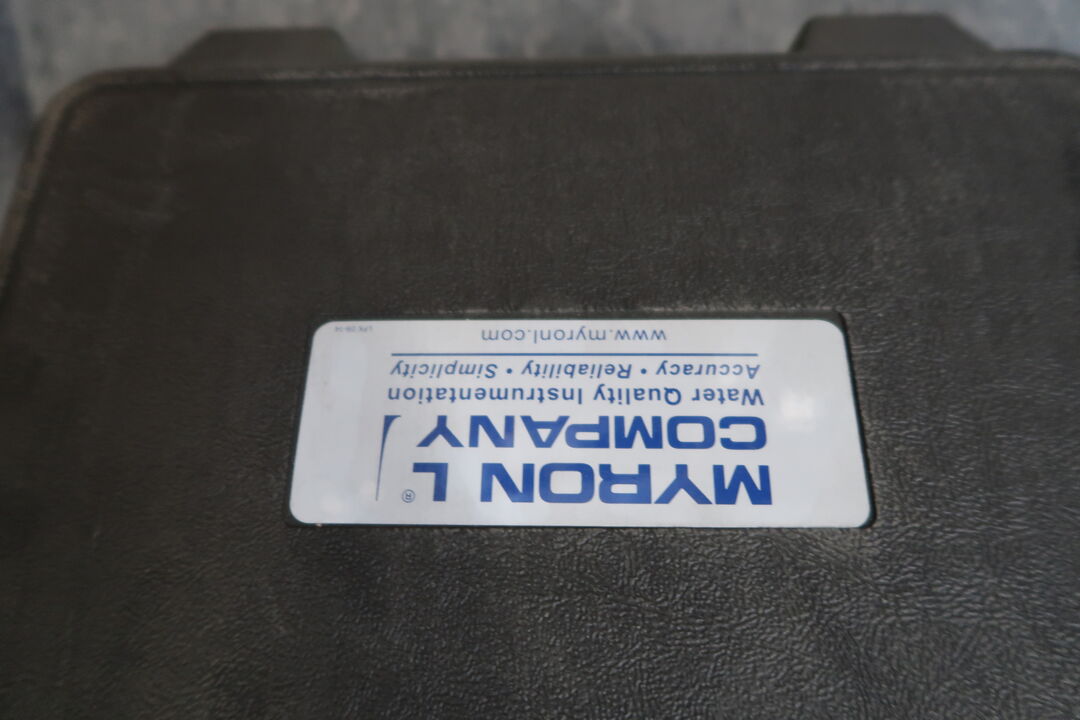 MYRON L®
COMPANY
Water Quality Instrumentation
Accuracy • Reliability • Simplicity
www.myronl.com